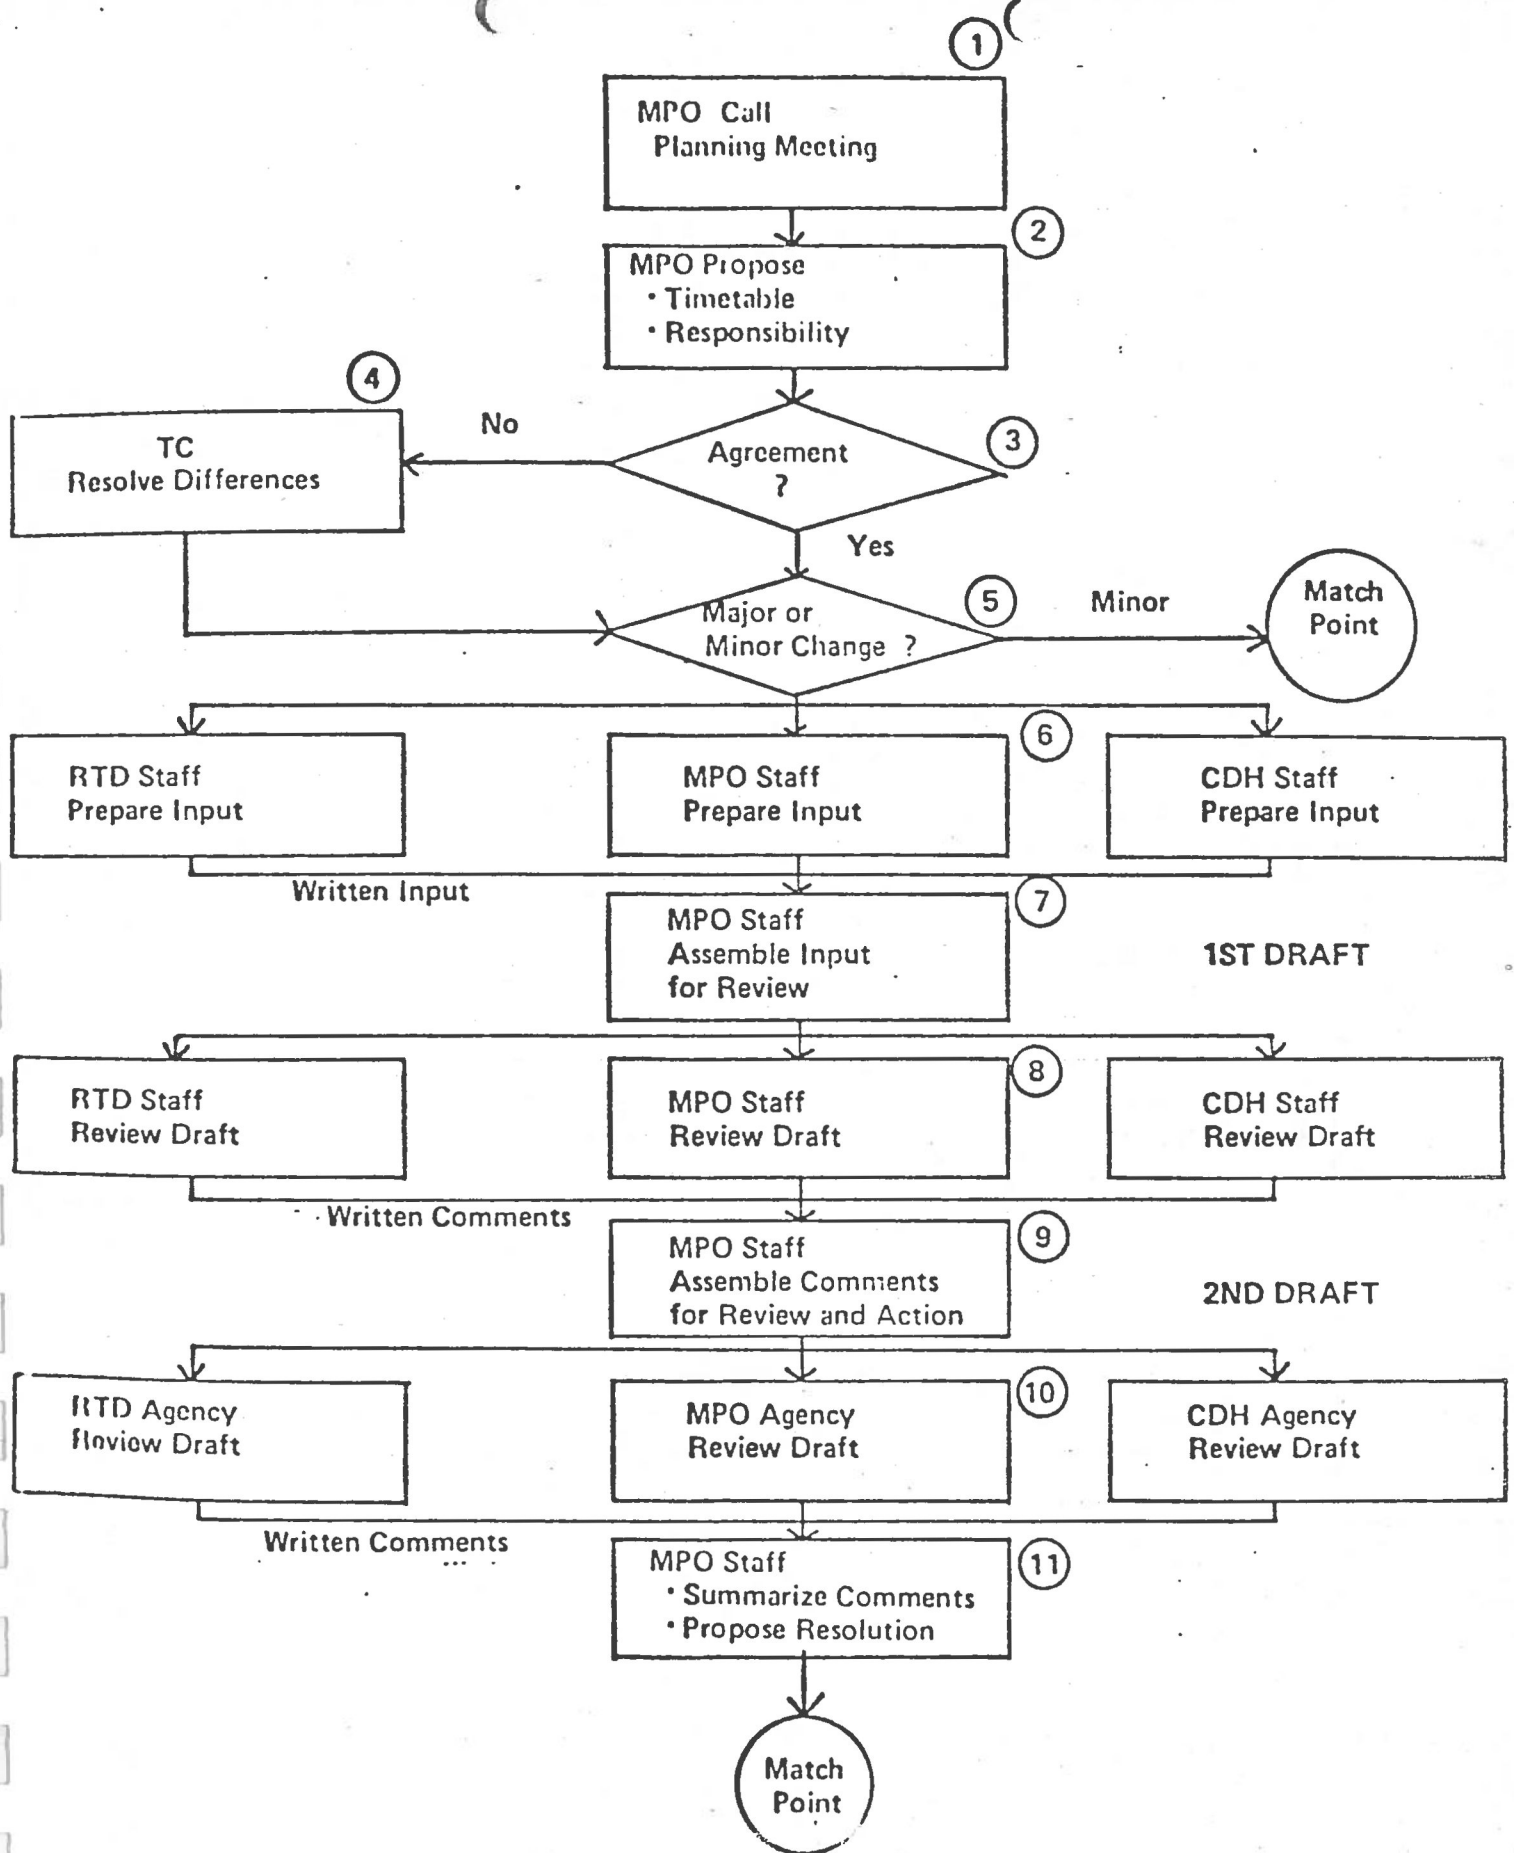 1
MPO Call
Planning Meeting
2
MPO Propose
• Timetable
• Responsibility
4
No
3
TC
Resolve Differences
Agreement
?
Yes
5
Minor
Match
Point
Major or
Minor Change ?
6
RTD Staff
Prepare Input
MPO Staff
Prepare Input
CDH Staff
Prepare Input
Written Input
7
MPO Staff
Assemble Input
for Review
1ST DRAFT
8
RTD Staff
Review Draft
MPO Staff
Review Draft
CDH Staff
Review Draft
Written Comments
9
MPO Staff
Assemble Comments
for Review and Action
2ND DRAFT
10
RTD Agency
Review Draft
MPO Agency
Review Draft
CDH Agency
Review Draft
Written Comments
11
MPO Staff
• Summarize Comments
• Propose Resolution
Match
Point